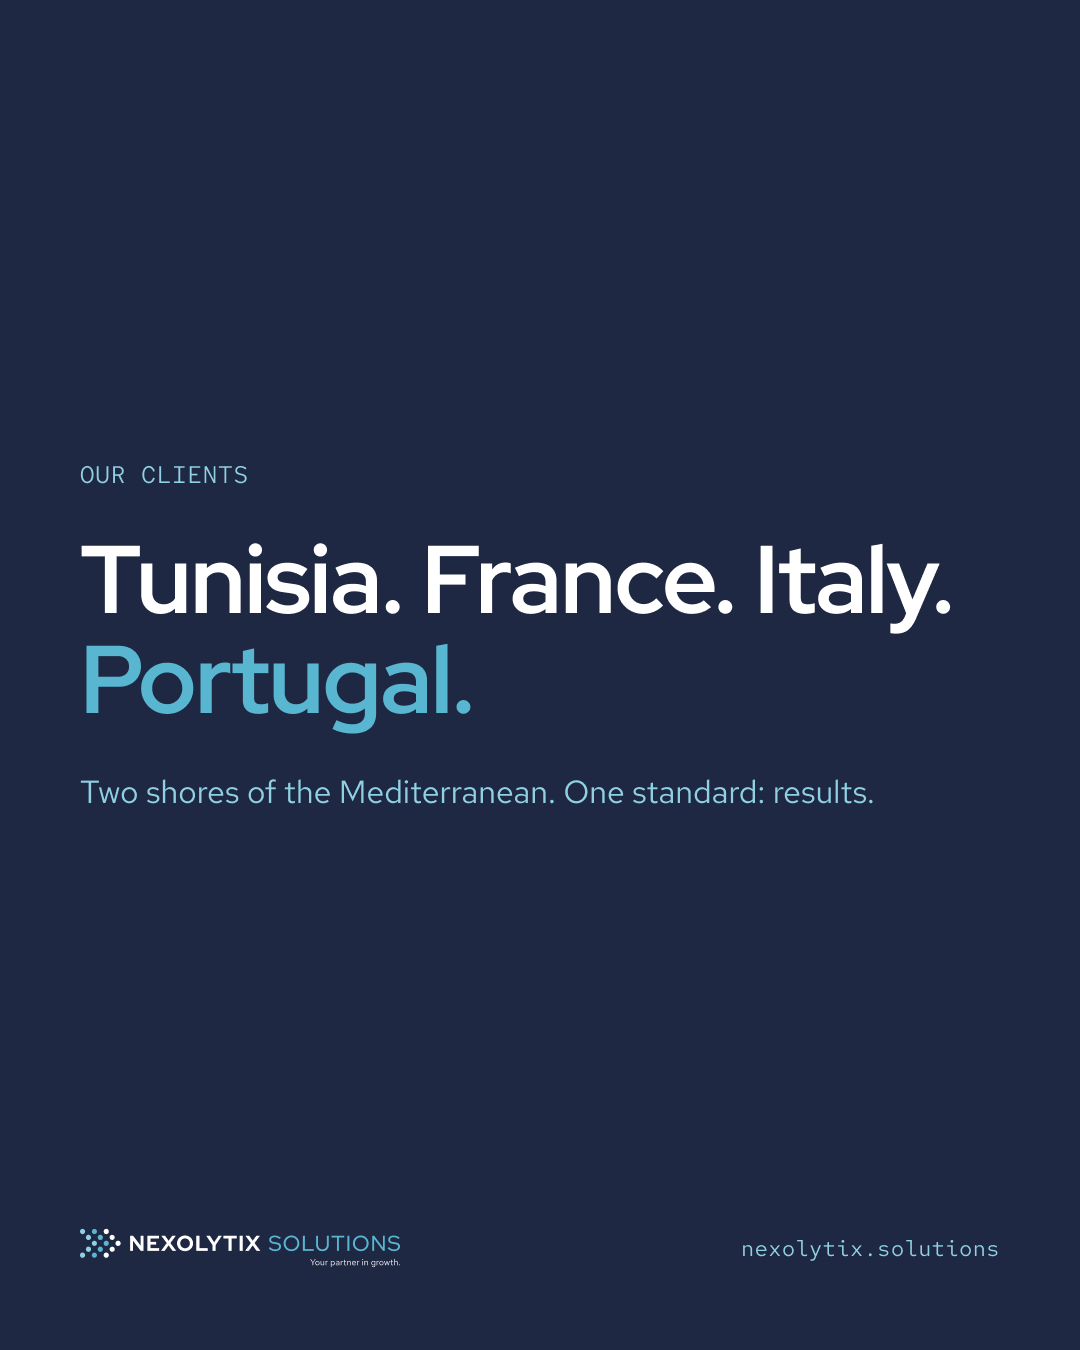 OUR CLIENTS
Tunisia. France. Italy.
Portugal.
Two shores of the Mediterranean. One standard: results.
NEXOLYTIX SOLUTIONS
Your partner in growth.
nexolytix.solutions